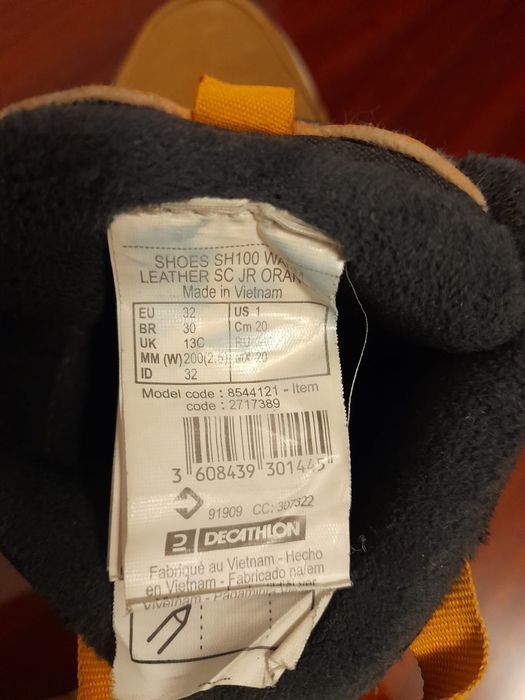 SHOES SH100
LEATHER SC JR
Made in Vietnam
EU 32 US 1
BR 30 Cm 20
UK 13C
MM (W) 200(2.5) MX 20
ID 32
Model code : 8544121 - Item
code : 2717389
3 608439 301445
91909 CC: 307322
DECATHLON
Fabriqué au Vietnam - Hecho
en Vietnam - Fabricado na/em